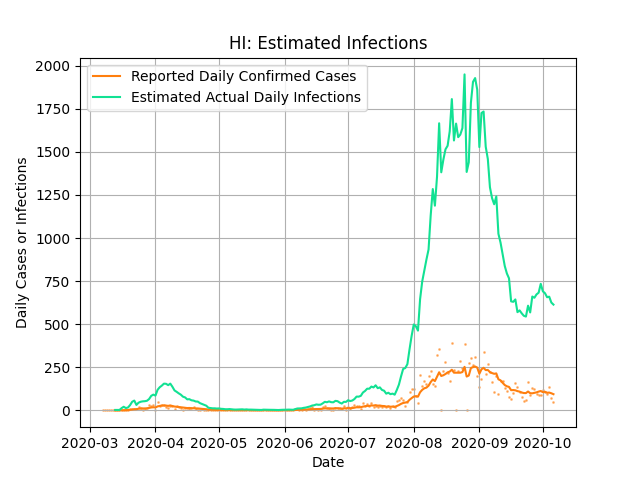 HI: Estimated Infections
Reported Daily Confirmed Cases
Estimated Actual Daily Infections
Daily Cases or Infections
2000
1750
1500
1250
1000
750
500
250
0
2020-03 2020-04 2020-05 2020-06 2020-07 2020-08 2020-09 2020-10
Date